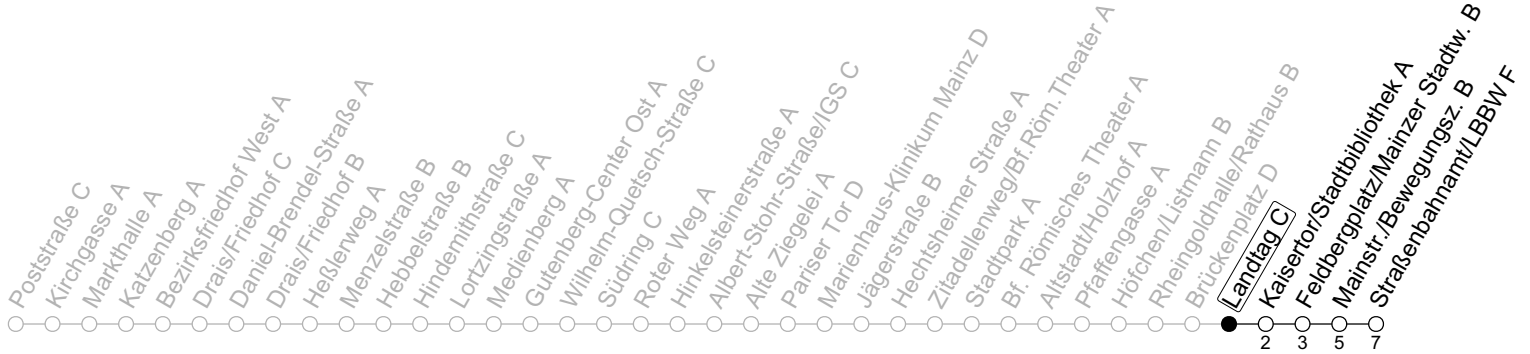 Poststraße C
Kirchgasse A
Markthalle A
Katzenberg A
Bezirksfriedhof West A
Drais/Friedhof C
Daniel-Brendel-Straße A
Drais/Friedhof B
Heßlerweg A
Menzelstraße B
Hebbelstraße B
Hindemithstraße C
Lortzingstraße A
Medienberg A
Gutenberg-Center Ost A
Wilhelm-Quetsch-Straße C
Südring C
Roter Weg A
Hinkelsteinerstraße A
Albert-Stohr-Straße/IGS C
Alte Ziegelei A
Pariser Tor D
Marienhaus-Klinikum Mainz D
Jägerstraße B
Hechtsheimer Straße A
Zitadellenweg/Bf.Röm.Theater A
Stadtpark A
Bf. Römisches Theater A
Altstadt/Holzhof A
Pfaffengasse A
Höfchen/Listmann B
Rheingoldhalle/Rathaus B
Brückenplatz D
Landtag C
Kaisertor/Stadtbibliothek A
Feldbergplatz/Mainzer Stadtw. B
Mainstr./Bewegungsz. B
Straßenbahnamt/LBBW F
2 3 5 7